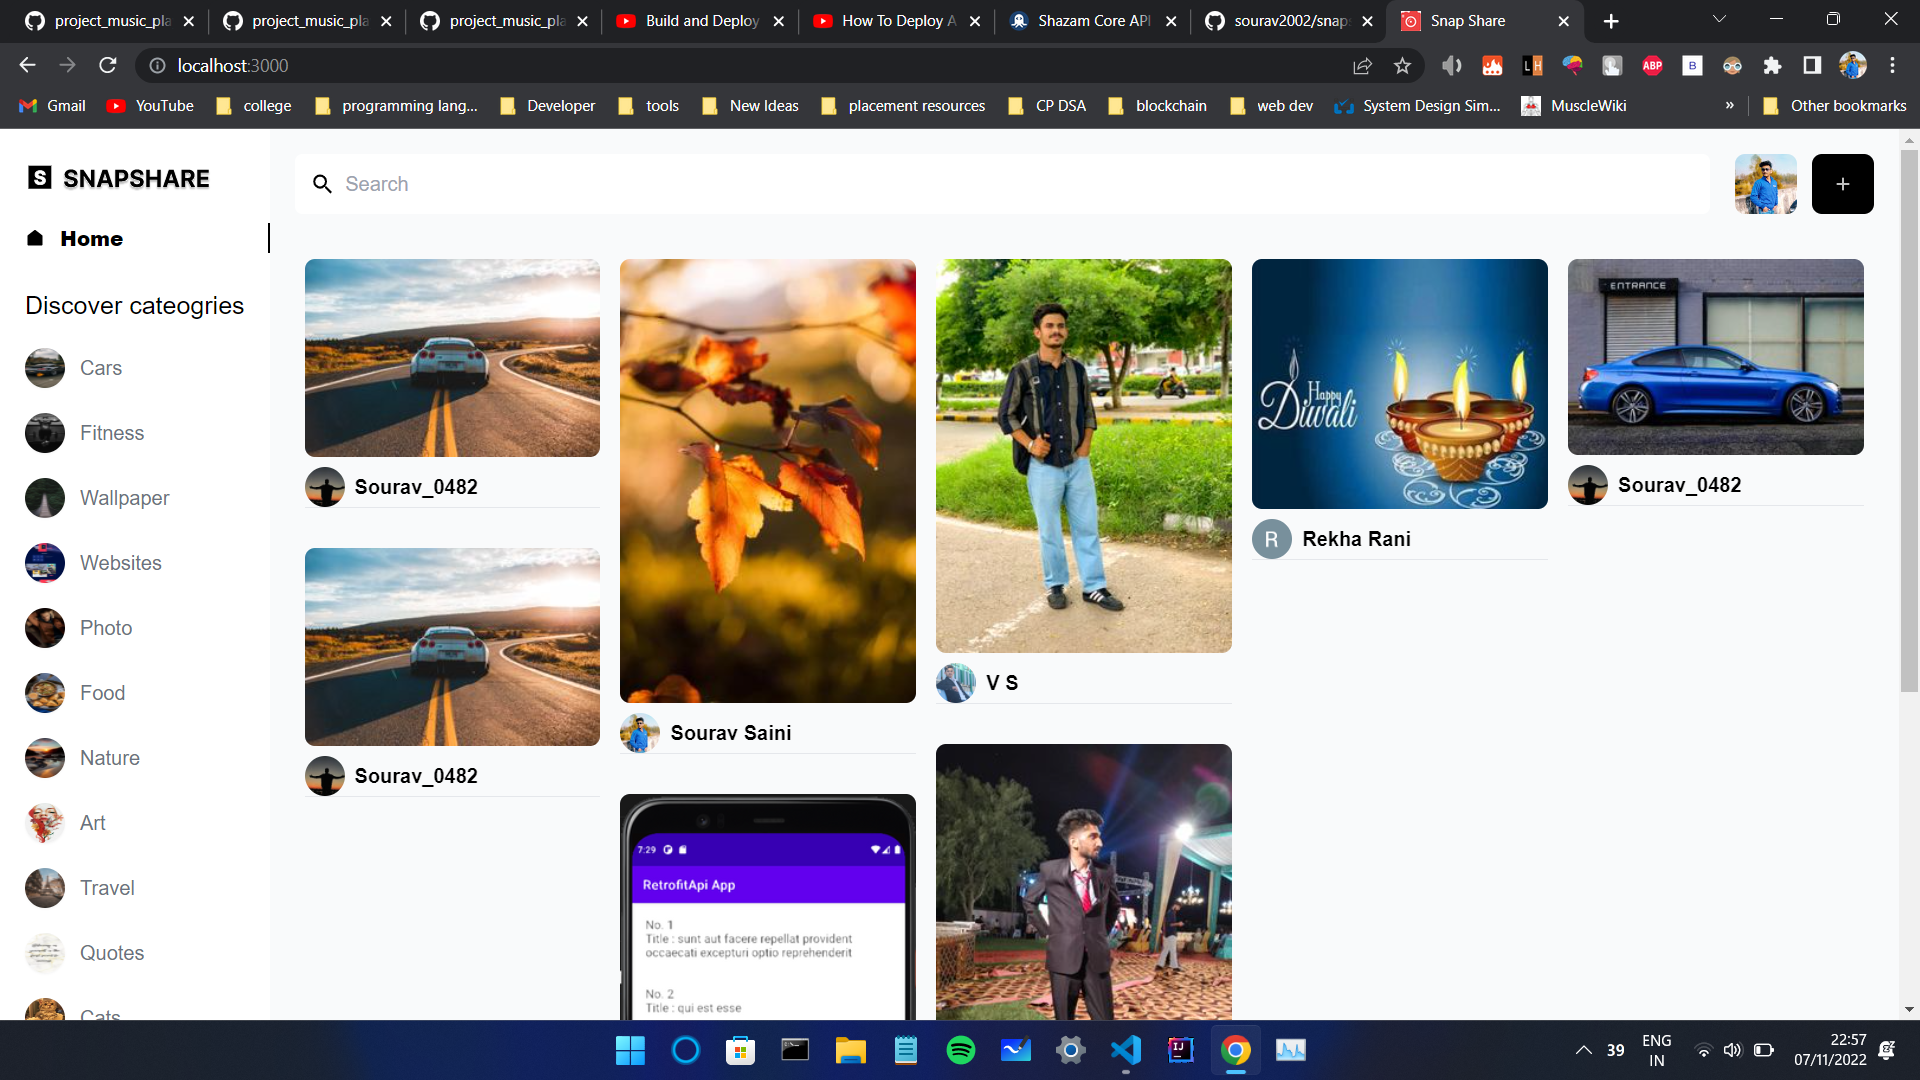 project_music_pla
project_music_pla
project_music_pla
Build and Deploy
How To Deploy A
Shazam Core API
sourav2002/snaps
Snap Share
localhost:3000
LH
ABP
B
Gmail
YouTube
college
programming lang...
Developer
tools
New Ideas
placement resources
CP DSA
blockchain
web dev
System Design Sim...
MuscleWiki
»
Other bookmarks
S SNAPSHARE
Search
+
Home
Discover cateogries
Cars
Fitness
Wallpaper
Websites
Photo
Food
Nature
Art
Travel
Quotes
Cats
Sourav_0482
Sourav_0482
Sourav Saini
7:29
RetrofitApi App
No. 1
Title : sunt aut facere repellat provident
occaecati excepturi optio reprehenderit
No. 2
Title : qui est esse
V S
Happy
Diwali
R Rekha Rani
ENTRANCE
Sourav_0482
IJ
39
ENG
IN
22:57
07/11/2022